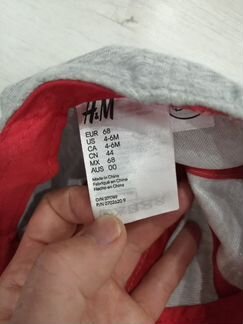 H&M
EUR 68
US 4-6M
CA 4-6M
CN 44
MX 68
AUS 00
Made in China
Fabriqué en Chine
Hecho en China